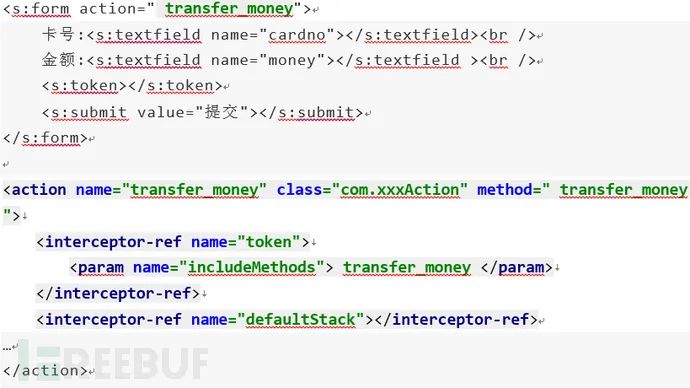 <s:form action=" transfer_money">
卡号:<s:textfield name="cardno"></s:textfield><br />
金额:<s:textfield name="money"></s:textfield ><br />
<s:token></s:token>
<s:submit value="提交"></s:submit>
</s:form>
<action name="transfer_money" class="com.xxxAction" method=" transfer_money
">
<interceptor-ref name="token">
<param name="includeMethods"> transfer_money </param>
</interceptor-ref>
<interceptor-ref name="defaultStack"></interceptor-ref>
…
</action>
FREEBUF